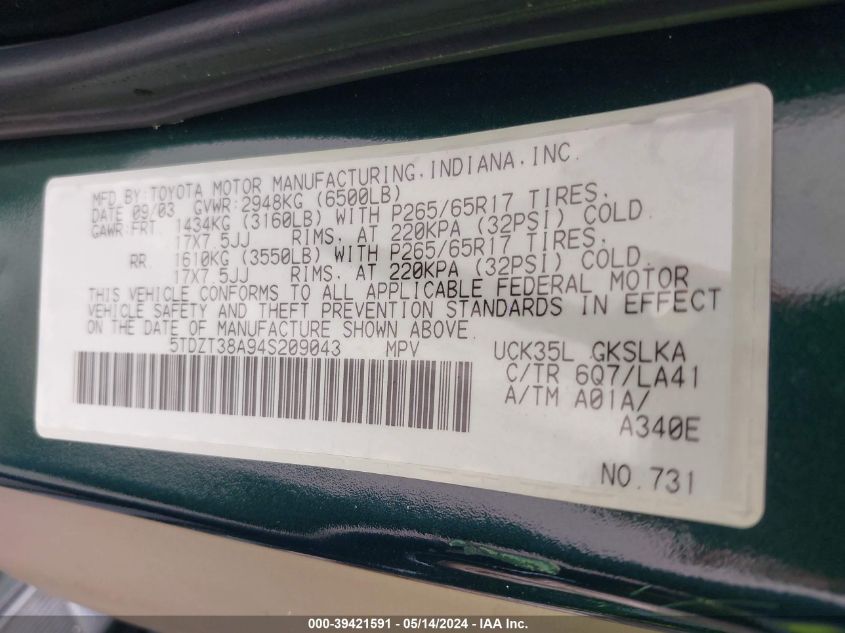 MFD.BY:TOYOTA MOTOR MANUFACTURING.INDIANA.INC.
DATE 09/03 GVWR:2948KG (6500LB)
GAWR:FRT. 1434KG (3160LB) WITH P265/65R17 TIRES.
17X7.5JJ RIMS. AT 220KPA (32PSI) COLD.
RR. 1610KG (3550LB) WITH P265/65R17 TIRES.
17X7.5JJ RIMS. AT 220KPA (32PSI) COLD.
THIS VEHICLE CONFORMS TO ALL APPLICABLE FEDERAL MOTOR
VEHICLE SAFETY AND THEFT PREVENTION STANDARDS IN EFFECT
ON THE DATE OF MANUFACTURE SHOWN ABOVE.
5TDZT38A94S209043 MPV UCK35L GKSLKA
C/TR 6Q7/LA41
A/TM A01A/
A340E
NO.731
000-39421591 - 05/14/2024 - IAA Inc.